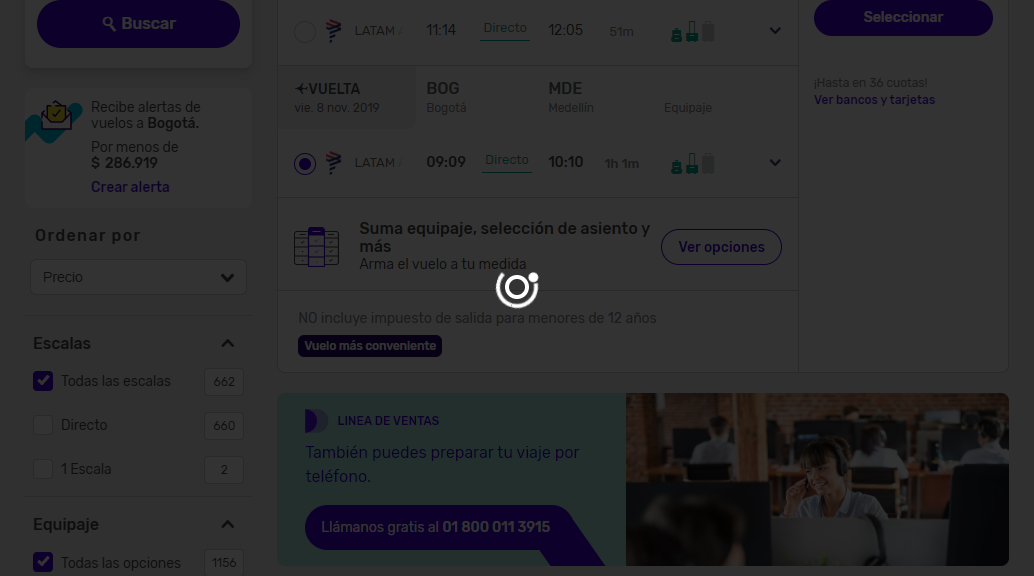 Buscar
Recibe alertas de
vuelos a Bogotá.
Por menos de
$ 286.919
Crear alerta
Ordenar por
Precio
Escalas
Todas las escalas 662
Directo 660
1 Escala 2
Equipaje
Todas las opciones 1156
LATAM 11:14 Directo 12:05 51m
VUELTA BOG MDE
vie. 8 nov. 2019 Bogotá Medellín Equipaje
LATAM 09:09 Directo 10:10 1h 1m
Suma equipaje, selección de asiento y
más
Arma el vuelo a tu medida
Ver opciones
NO incluye impuesto de salida para menores de 12 años
Vuelo más conveniente
Seleccionar
¡Hasta en 36 cuotas!
Ver bancos y tarjetas
LINEA DE VENTAS
También puedes preparar tu viaje por
teléfono.
Llámanos gratis al 01 800 011 3915